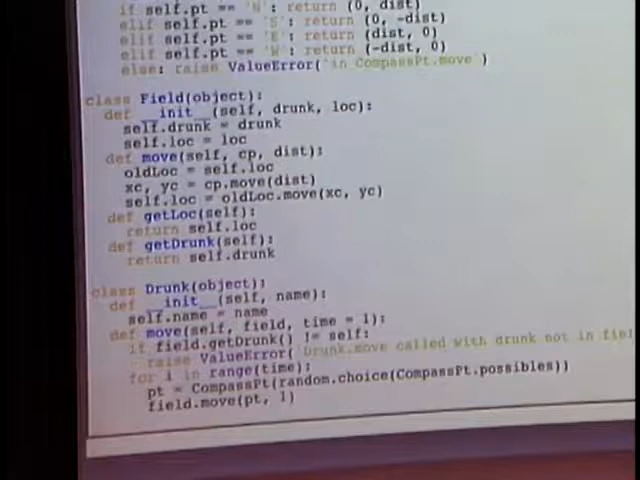 if self.pt == 'N': return (0, dist)
elif self.pt == 'S': return (0, -dist)
elif self.pt == 'E': return (dist, 0)
elif self.pt == 'W': return (-dist, 0)
else: raise ValueError('in CompassPt.move')
class Field(object):
def __init__(self, drunk, loc):
self.drunk = drunk
self.loc = loc
def move(self, cp, dist):
oldLoc = self.loc
xc, yc = cp.move(dist)
self.loc = oldLoc.move(xc, yc)
def getLoc(self):
return self.loc
def getDrunk(self):
return self.drunk
class Drunk(object):
def __init__(self, name):
self.name = name
def move(self, field, time = 1):
if field.getDrunk() != self:
raise ValueError('Drunk.move called with drunk not in fiel
for i in range(time):
pt = CompassPt(random.choice(CompassPt.possibles))
field.move(pt, 1)